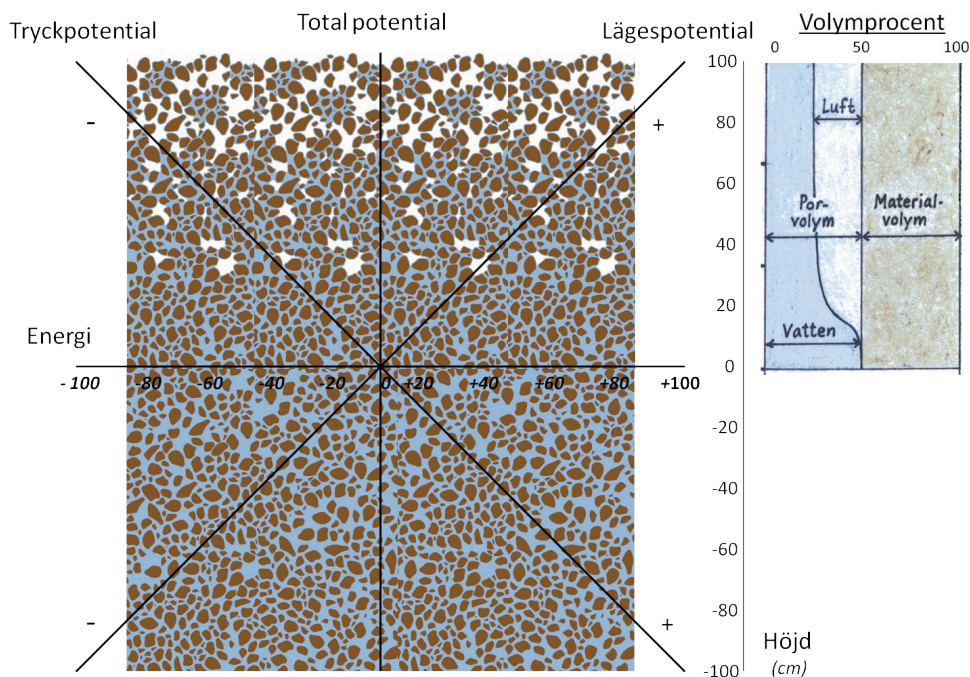 Tryckpotential
Total potential
Lägespotential
Volymprocent
0 50 100
100
80
60
40
20
0
-20
-40
-60
-80
-100
-
+
Luft
Por-
volym
Material-
volym
Vatten
Energi
- 100 -80 -60 -40 -20 0 +20 +40 +60 +80 +100
-
+
Höjd
(cm)